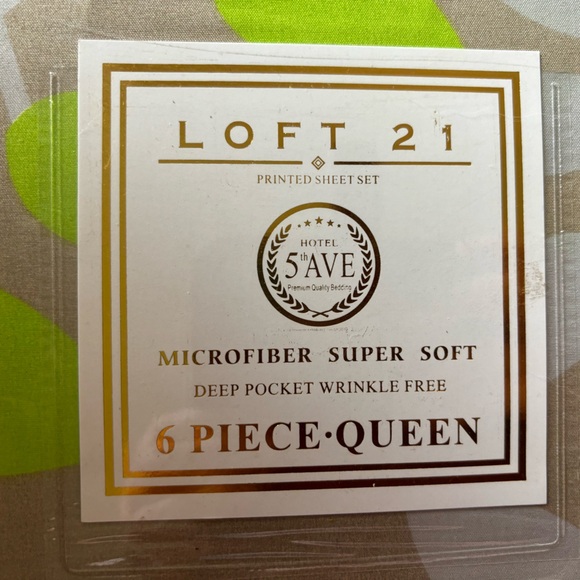 LOFT 21
PRINTED SHEET SET
HOTEL
5th AVE
Premium Quality Bedding
MICROFIBER SUPER SOFT
DEEP POCKET WRINKLE FREE
6 PIECE·QUEEN